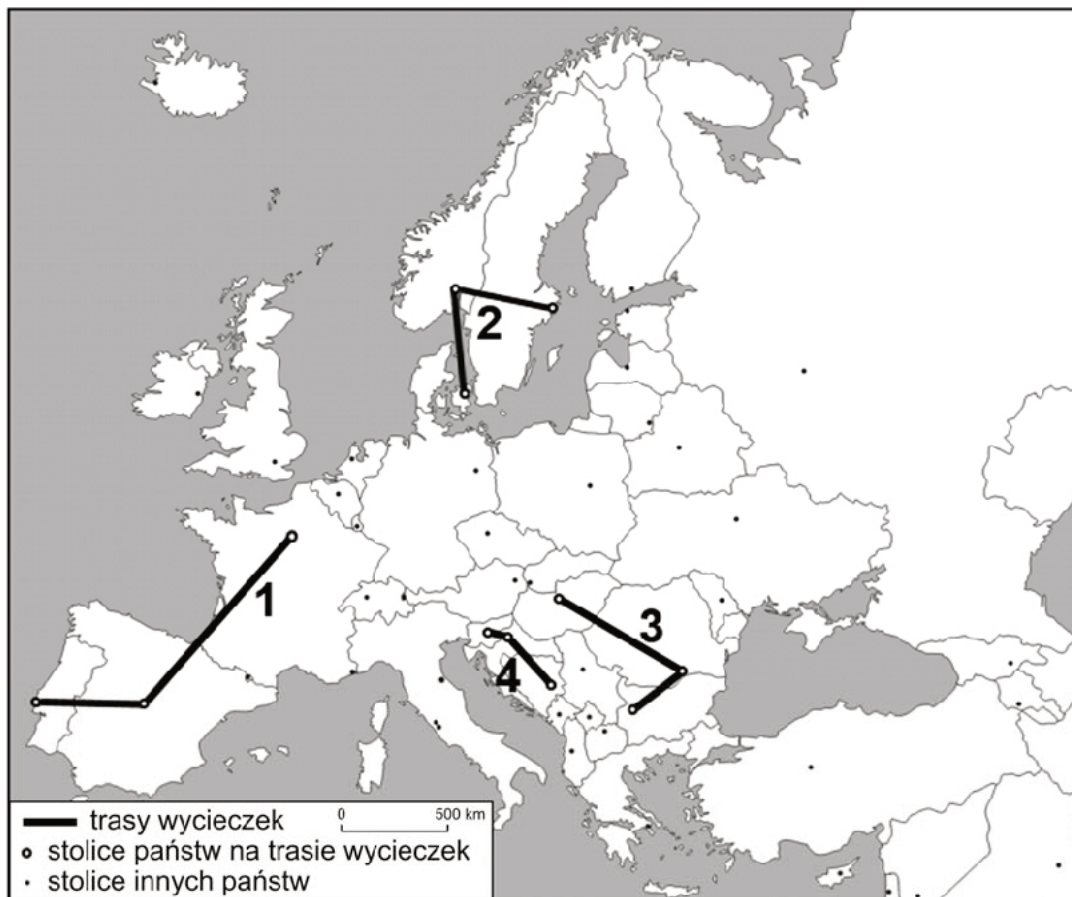 2
1
3
4
trasy wycieczek
0 500 km
stolice państw na trasie wycieczek
stolice innych państw